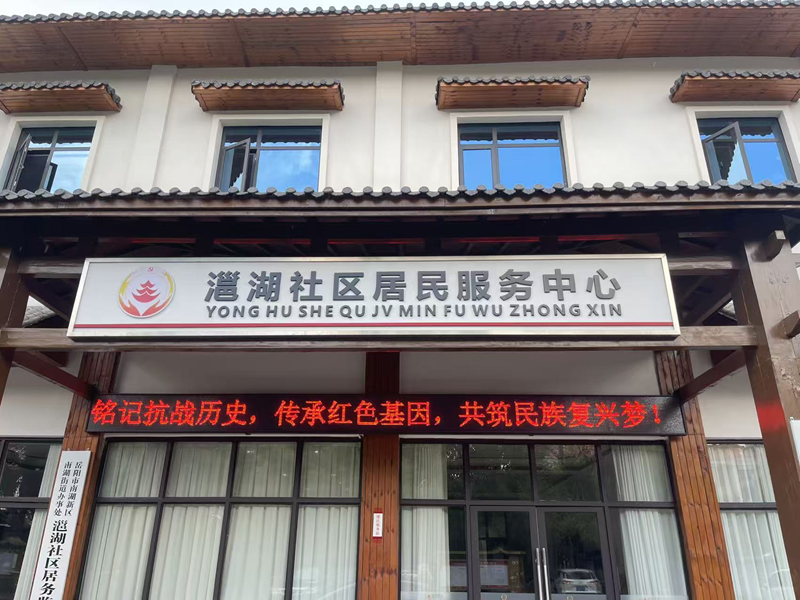 㴩湖社区居民服务中心
YONG HU SHE QU JV MIN FU WU ZHONG XIN
铭记抗战历史，传承红色基因，共筑民族复兴梦！
岳阳市南湖新区
南湖街道办事处
㴩湖社区居务监